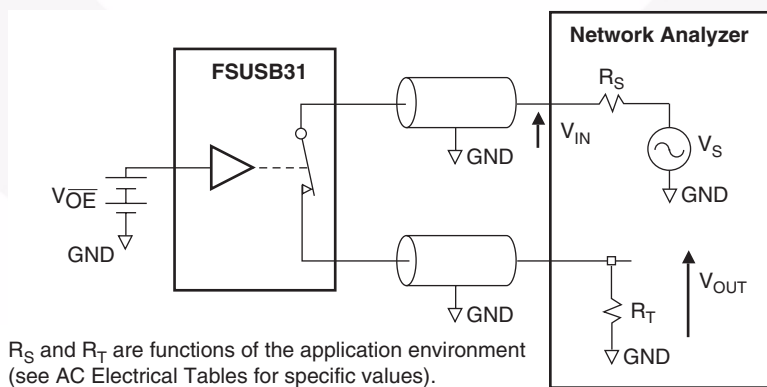 Network Analyzer
FSUSB31
R_S
V_IN
V_S
GND
GND
V_OE̅
GND
GND
V_OUT
R_T
GND
R_S and R_T are functions of the application environment
(see AC Electrical Tables for specific values).